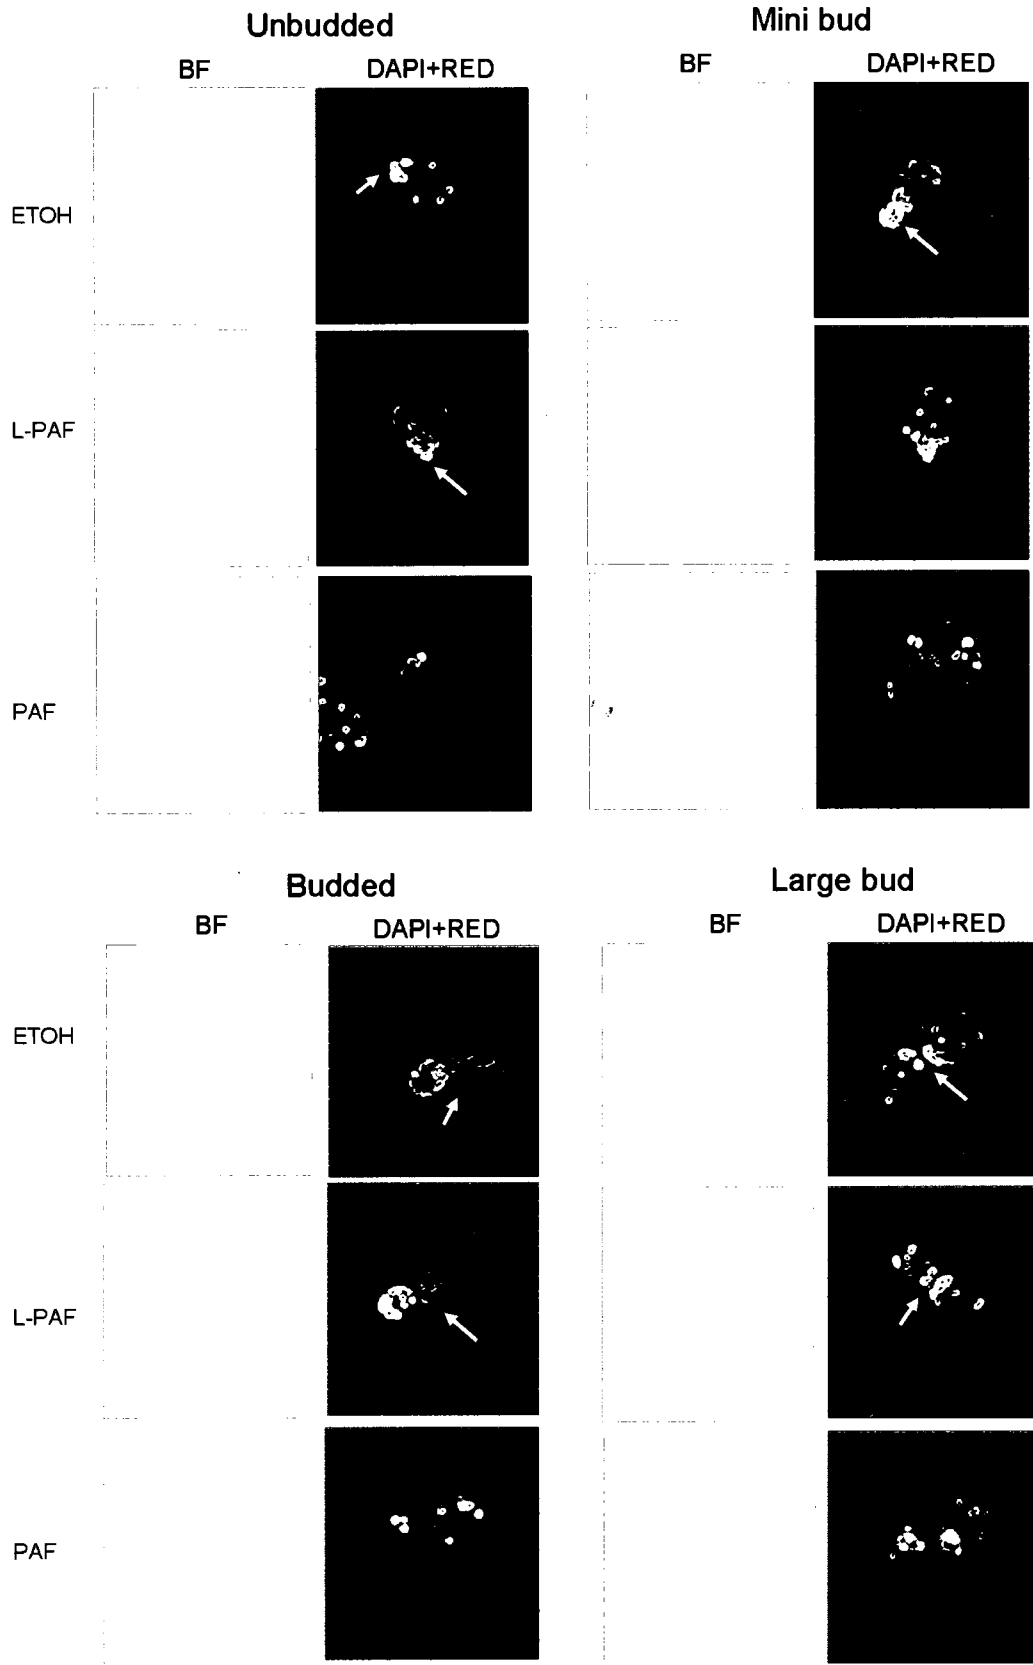 Unbudded
Mini bud
BF
DAPI+RED
BF
DAPI+RED
ETOH
L-PAF
PAF
Budded
Large bud
BF
DAPI+RED
BF
DAPI+RED
ETOH
L-PAF
PAF